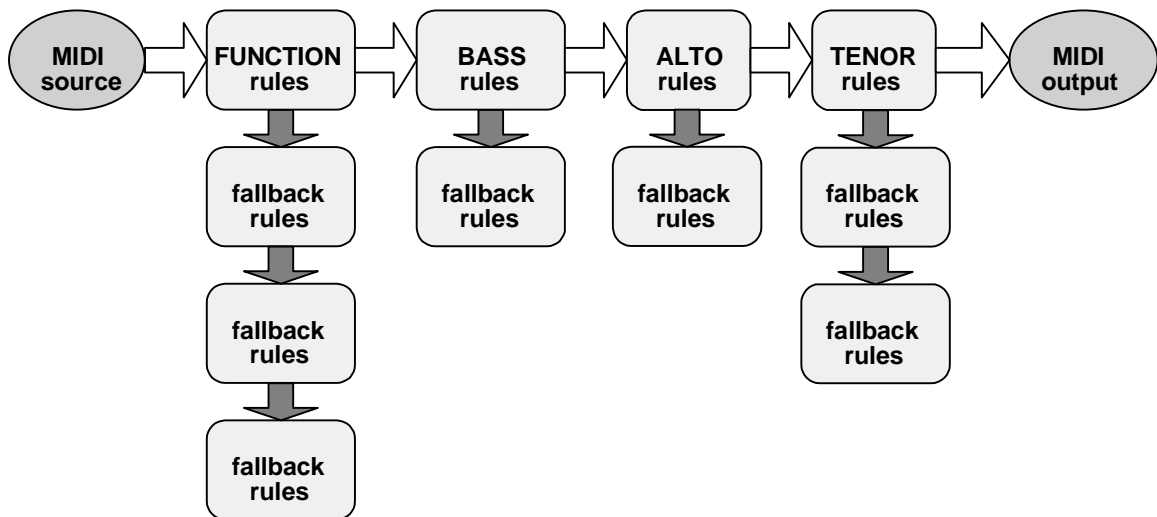 MIDI
source
FUNCTION
rules
BASS
rules
ALTO
rules
TENOR
rules
MIDI
output
fallback
rules
fallback
rules
fallback
rules
fallback
rules
fallback
rules
fallback
rules
fallback
rules